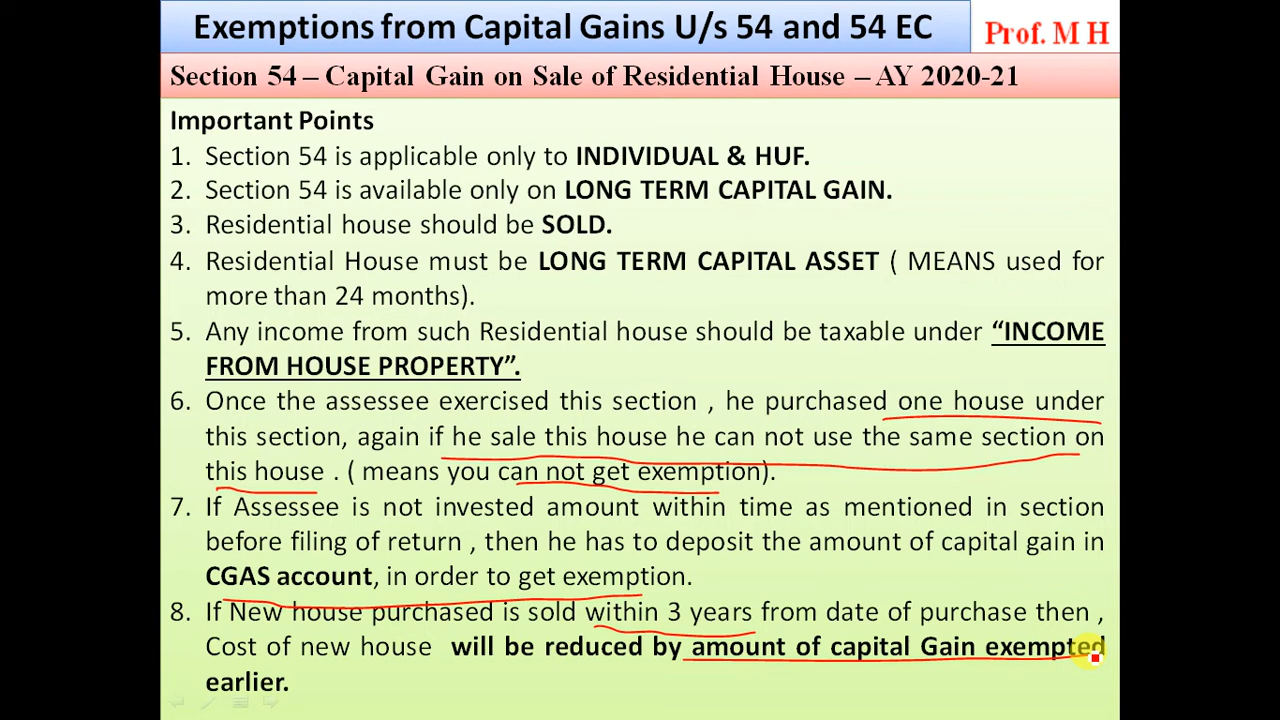 Exemptions from Capital Gains U/s 54 and 54 EC
Prof. M H
Section 54 – Capital Gain on Sale of Residential House – AY 2020-21
Important Points
1. Section 54 is applicable only to INDIVIDUAL & HUF.
2. Section 54 is available only on LONG TERM CAPITAL GAIN.
3. Residential house should be SOLD.
4. Residential House must be LONG TERM CAPITAL ASSET ( MEANS used for
more than 24 months).
5. Any income from such Residential house should be taxable under “INCOME
FROM HOUSE PROPERTY”.
6. Once the assessee exercised this section , he purchased one house under
this section, again if he sale this house he can not use the same section on
this house . ( means you can not get exemption).
7. If Assessee is not invested amount within time as mentioned in section
before filing of return , then he has to deposit the amount of capital gain in
CGAS account, in order to get exemption.
8. If New house purchased is sold within 3 years from date of purchase then ,
Cost of new house will be reduced by amount of capital Gain exempted
earlier.